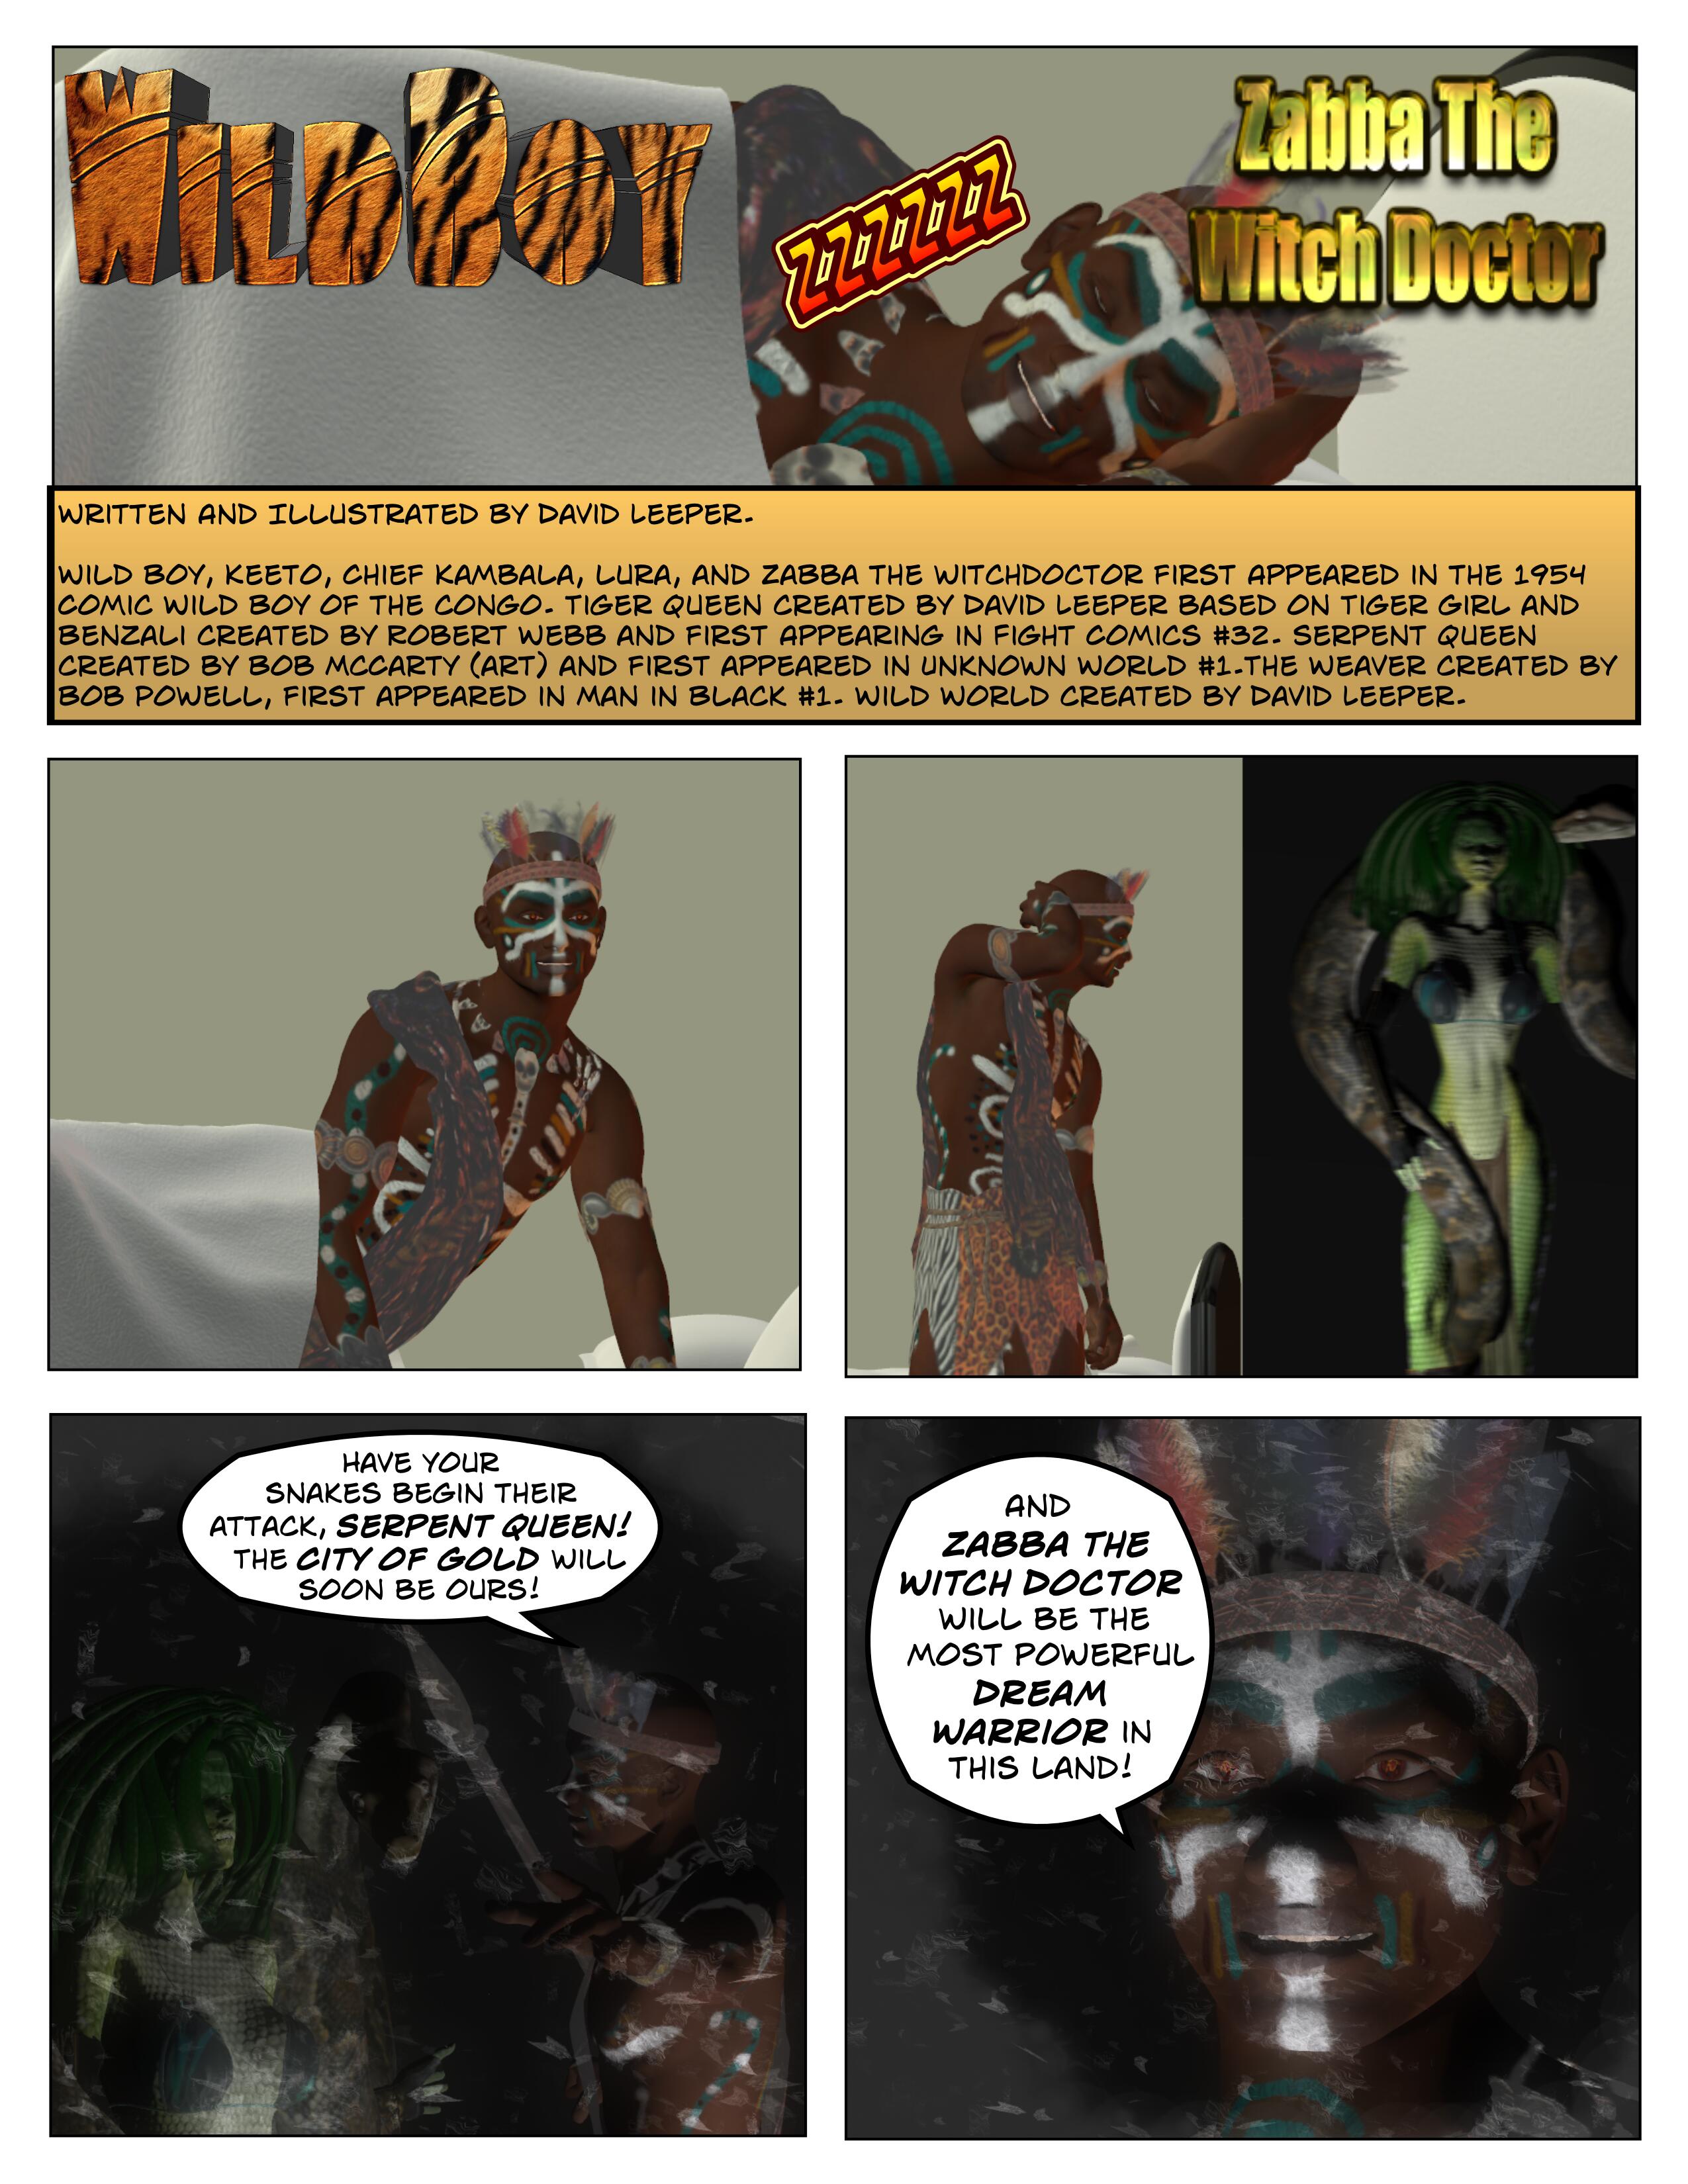 WILDBOY
ZZZZZZ
Zabba The
Witch Doctor
WRITTEN AND ILLUSTRATED BY DAVID LEEPER.
WILD BOY, KEETO, CHIEF KAMBALA, LURA, AND ZABBA THE WITCHDOCTOR FIRST APPEARED IN THE 1954
COMIC WILD BOY OF THE CONGO. TIGER QUEEN CREATED BY DAVID LEEPER BASED ON TIGER GIRL AND
BENZALI CREATED BY ROBERT WEBB AND FIRST APPEARING IN FIGHT COMICS #32. SERPENT QUEEN
CREATED BY BOB MCCARTY (ART) AND FIRST APPEARED IN UNKNOWN WORLD #1.THE WEAVER CREATED BY
BOB POWELL, FIRST APPEARED IN MAN IN BLACK #1. WILD WORLD CREATED BY DAVID LEEPER.
HAVE YOUR
SNAKES BEGIN THEIR
ATTACK, SERPENT QUEEN!
THE CITY OF GOLD WILL
SOON BE OURS!
AND
ZABBA THE
WITCH DOCTOR
WILL BE THE
MOST POWERFUL
DREAM
WARRIOR IN
THIS LAND!